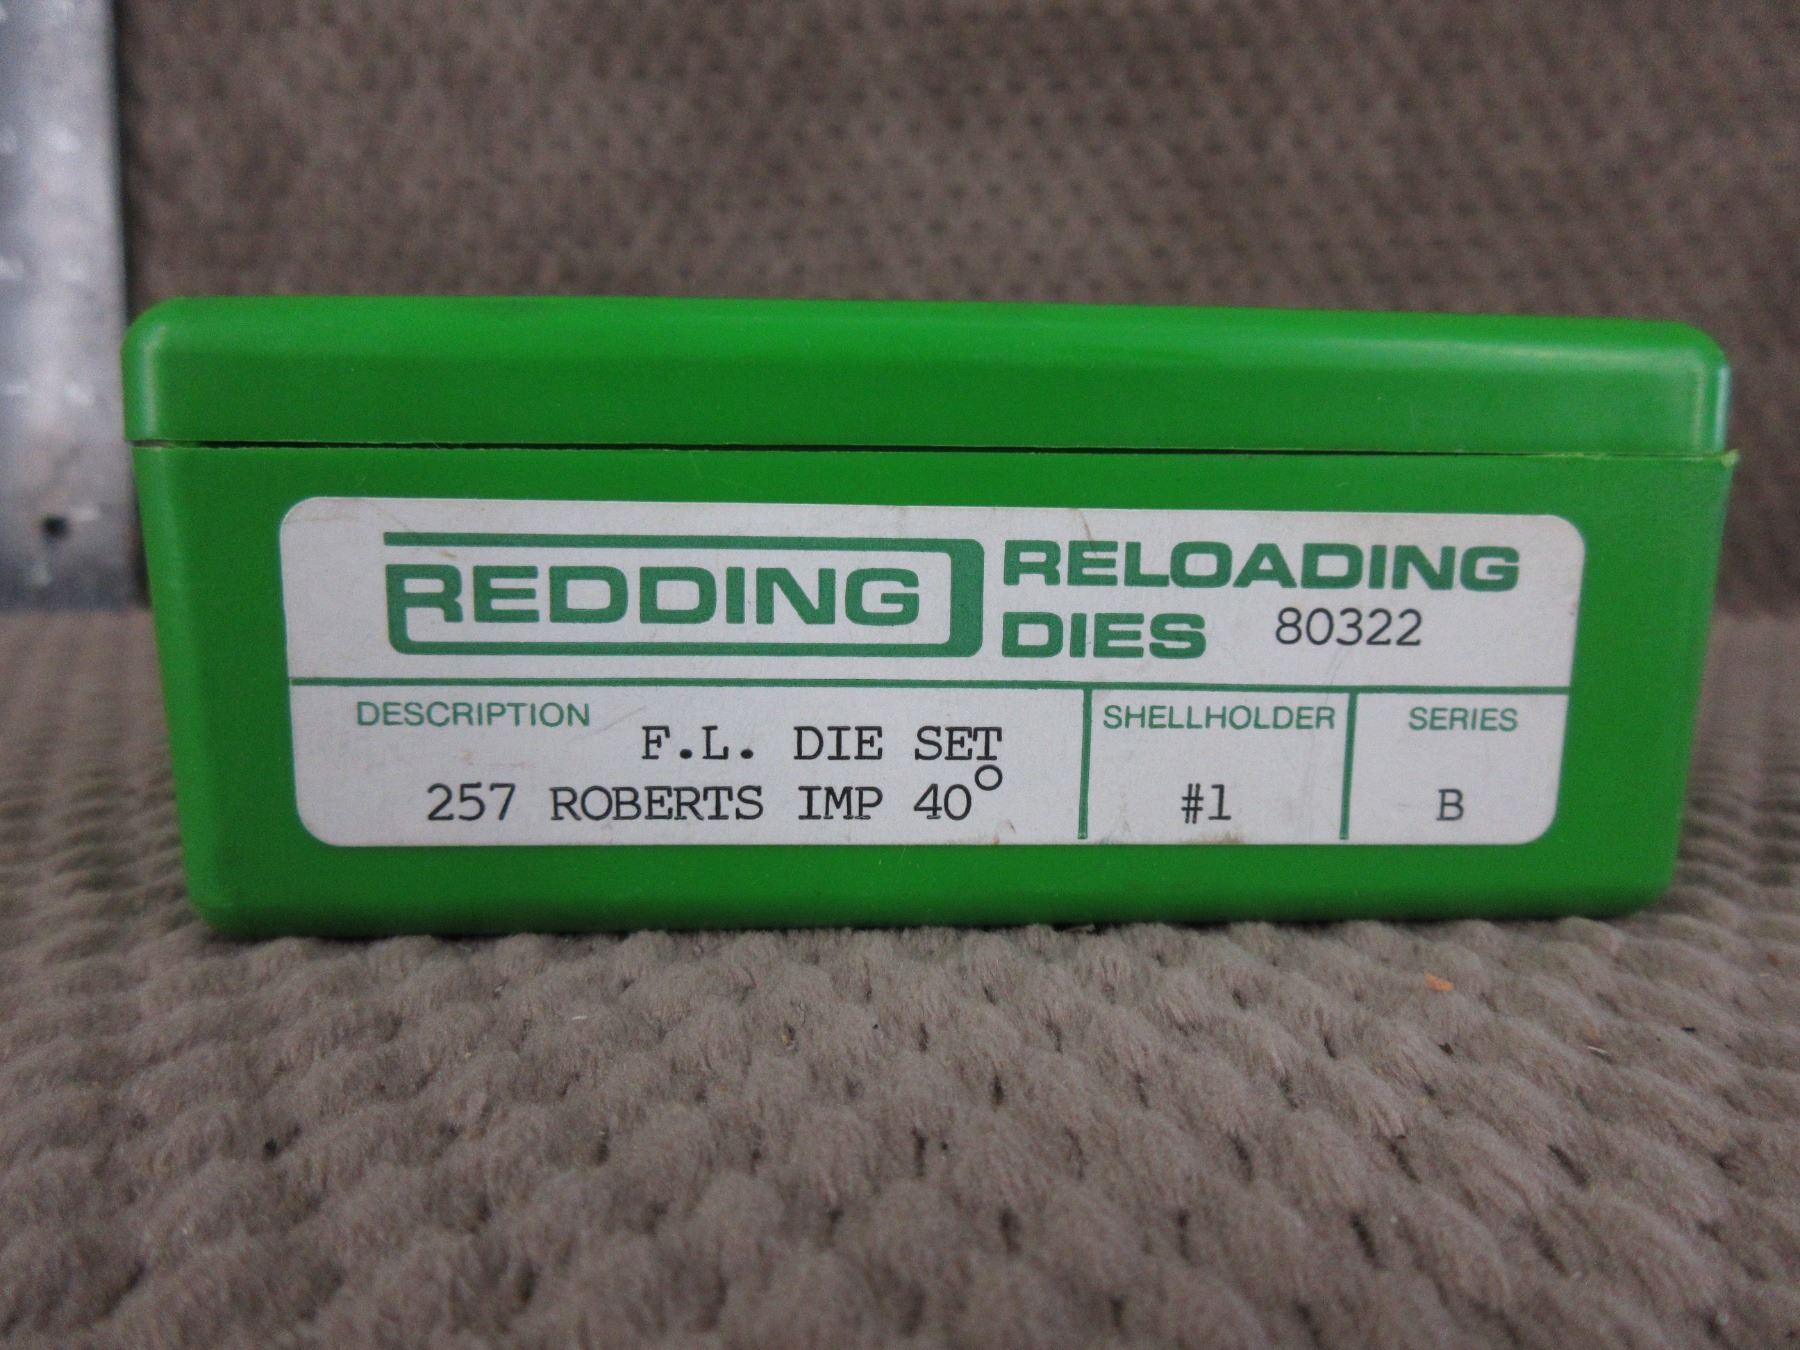 REDDING RELOADING
DIES 80322
DESCRIPTION
F.L. DIE SET
257 ROBERTS IMP 40°
SHELLHOLDER
#1
SERIES
B